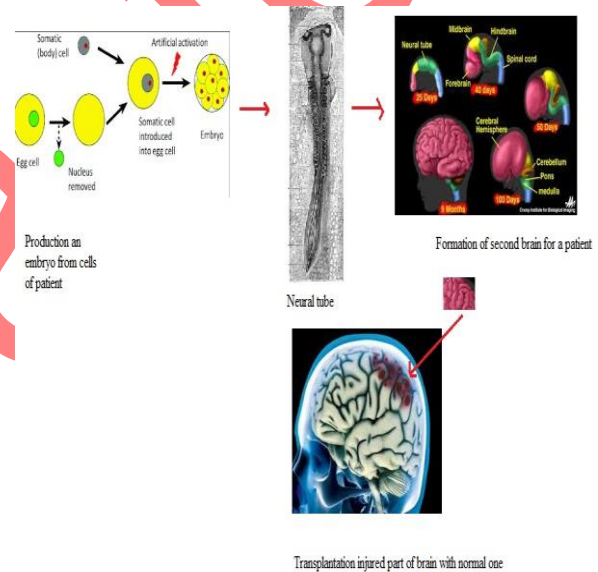 Somatic
(body) cell
Artificial activation
Egg cell
Nucleus
removed
Somatic cell
introduced
into egg cell
Embryo
Production an
embryo from cells
of patient
Neural tube
Neural tube
Midbrain
Hindbrain
Spinal cord
Forebrain
25 Days
40 days
50 Days
Cerebral
Hemisphere
Cerebellum
Pons
medulla
9 Months
100 Days
Formation of second brain for a patient
Transplantation injured part of brain with normal one